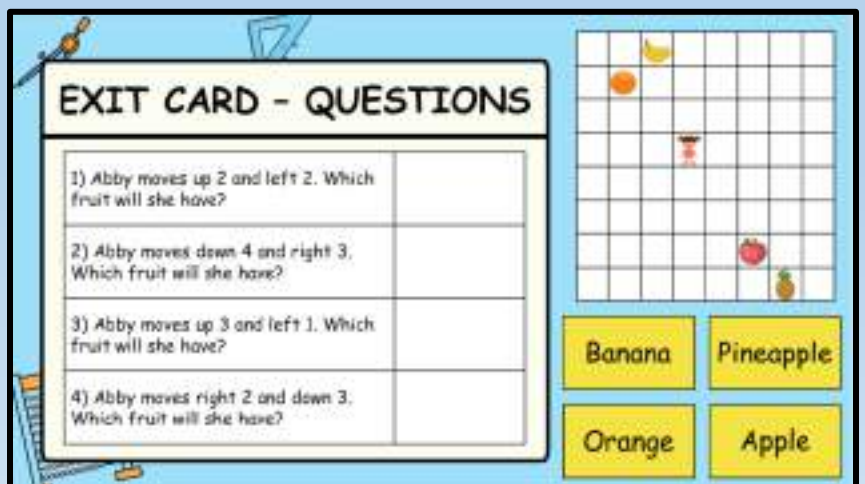 EXIT CARD - QUESTIONS
1) Abby moves up 2 and left 2. Which
fruit will she have?
2) Abby moves down 4 and right 3.
Which fruit will she have?
3) Abby moves up 3 and left 1. Which
fruit will she have?
4) Abby moves right 2 and down 3.
Which fruit will she have?
Banana
Pineapple
Orange
Apple